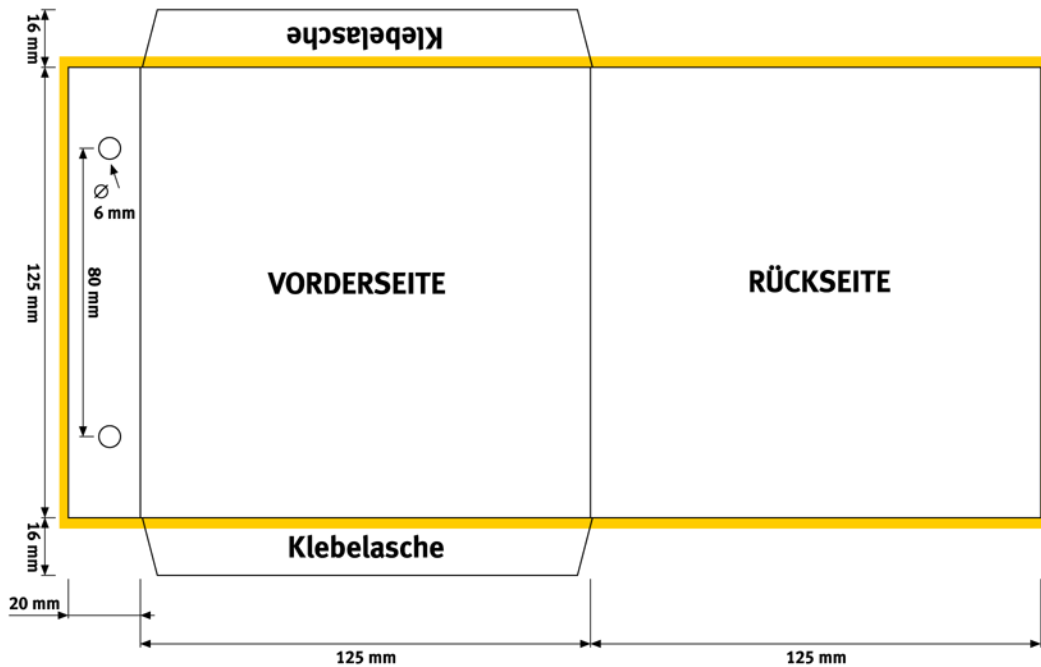 Klebelasche
16 mm
⌀
6 mm
125 mm
80 mm
VORDERSEITE
RÜCKSEITE
16 mm
Klebelasche
20 mm
125 mm
125 mm